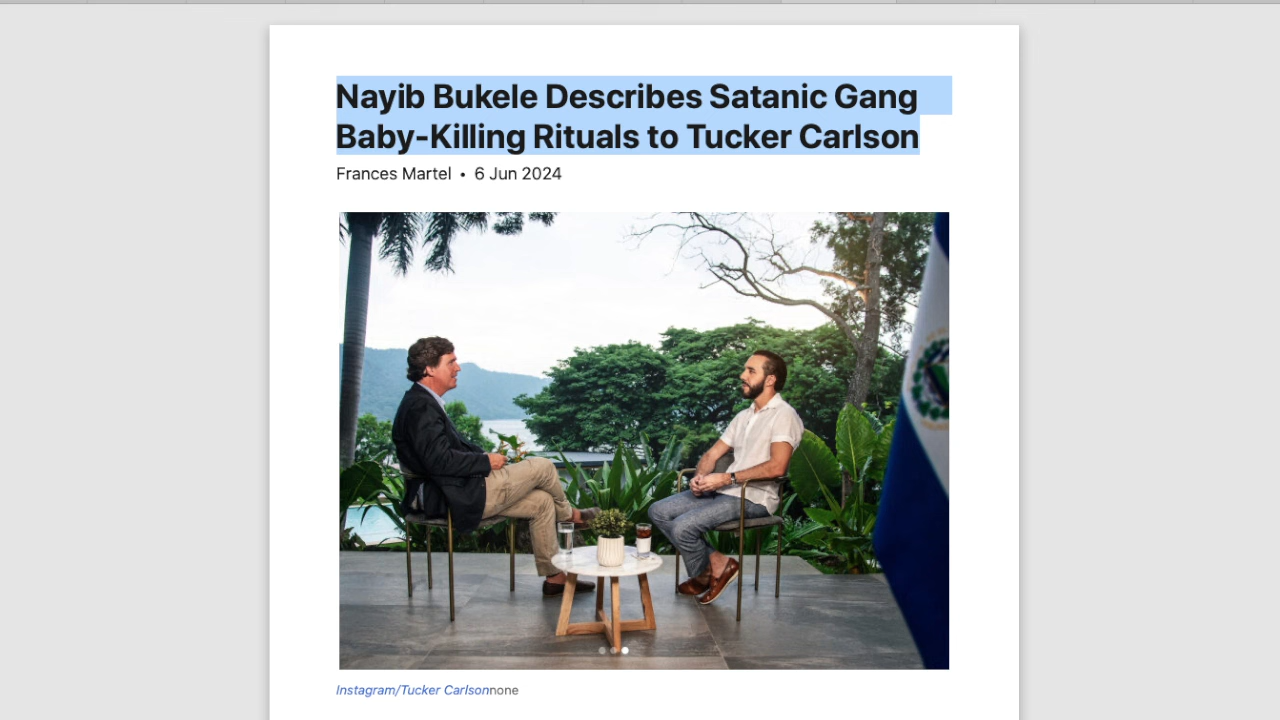 Nayib Bukele Describes Satanic Gang
Baby-Killing Rituals to Tucker Carlson
Frances Martel • 6 Jun 2024
Instagram/Tucker Carlsonnone